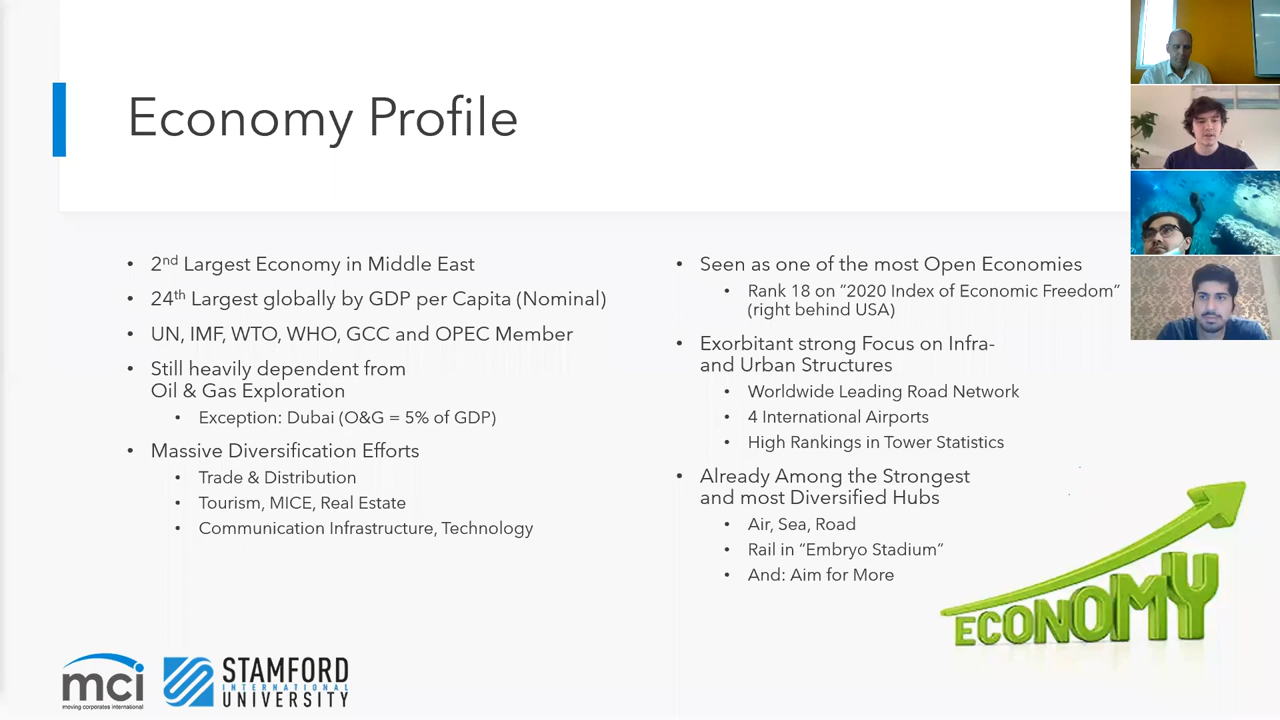 Economy Profile
• 2nd Largest Economy in Middle East
• 24th Largest globally by GDP per Capita (Nominal)
• UN, IMF, WTO, WHO, GCC and OPEC Member
• Still heavily dependent from
Oil & Gas Exploration
• Exception: Dubai (O&G = 5% of GDP)
• Massive Diversification Efforts
• Trade & Distribution
• Tourism, MICE, Real Estate
• Communication Infrastructure, Technology
• Seen as one of the most Open Economies
• Rank 18 on “2020 Index of Economic Freedom”
(right behind USA)
• Exorbitant strong Focus on Infra-
and Urban Structures
• Worldwide Leading Road Network
• 4 International Airports
• High Rankings in Tower Statistics
• Already Among the Strongest
and most Diversified Hubs
• Air, Sea, Road
• Rail in “Embryo Stadium”
• And: Aim for More
ECONOMY
mci
moving corporates international
STAMFORD
INTERNATIONAL
UNIVERSITY